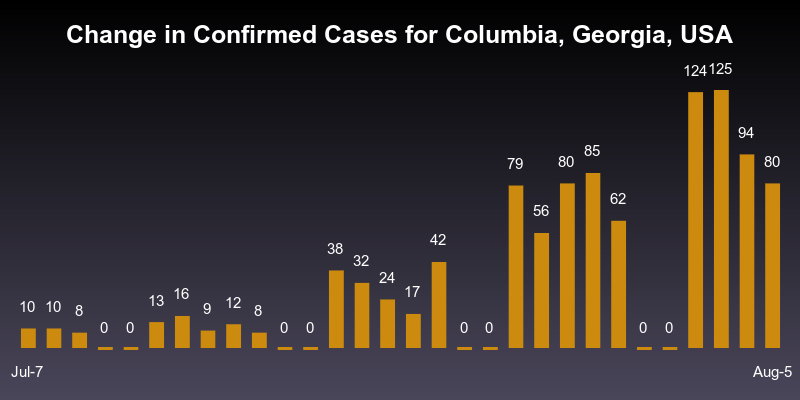 Change in Confirmed Cases for Columbia, Georgia, USA
10 10 8 0 0 13 16 9 12 8 0 0 38 32 24 17 42 0 0 79 56 80 85 62 0 0 124 125 94 80
Jul-7 Aug-5